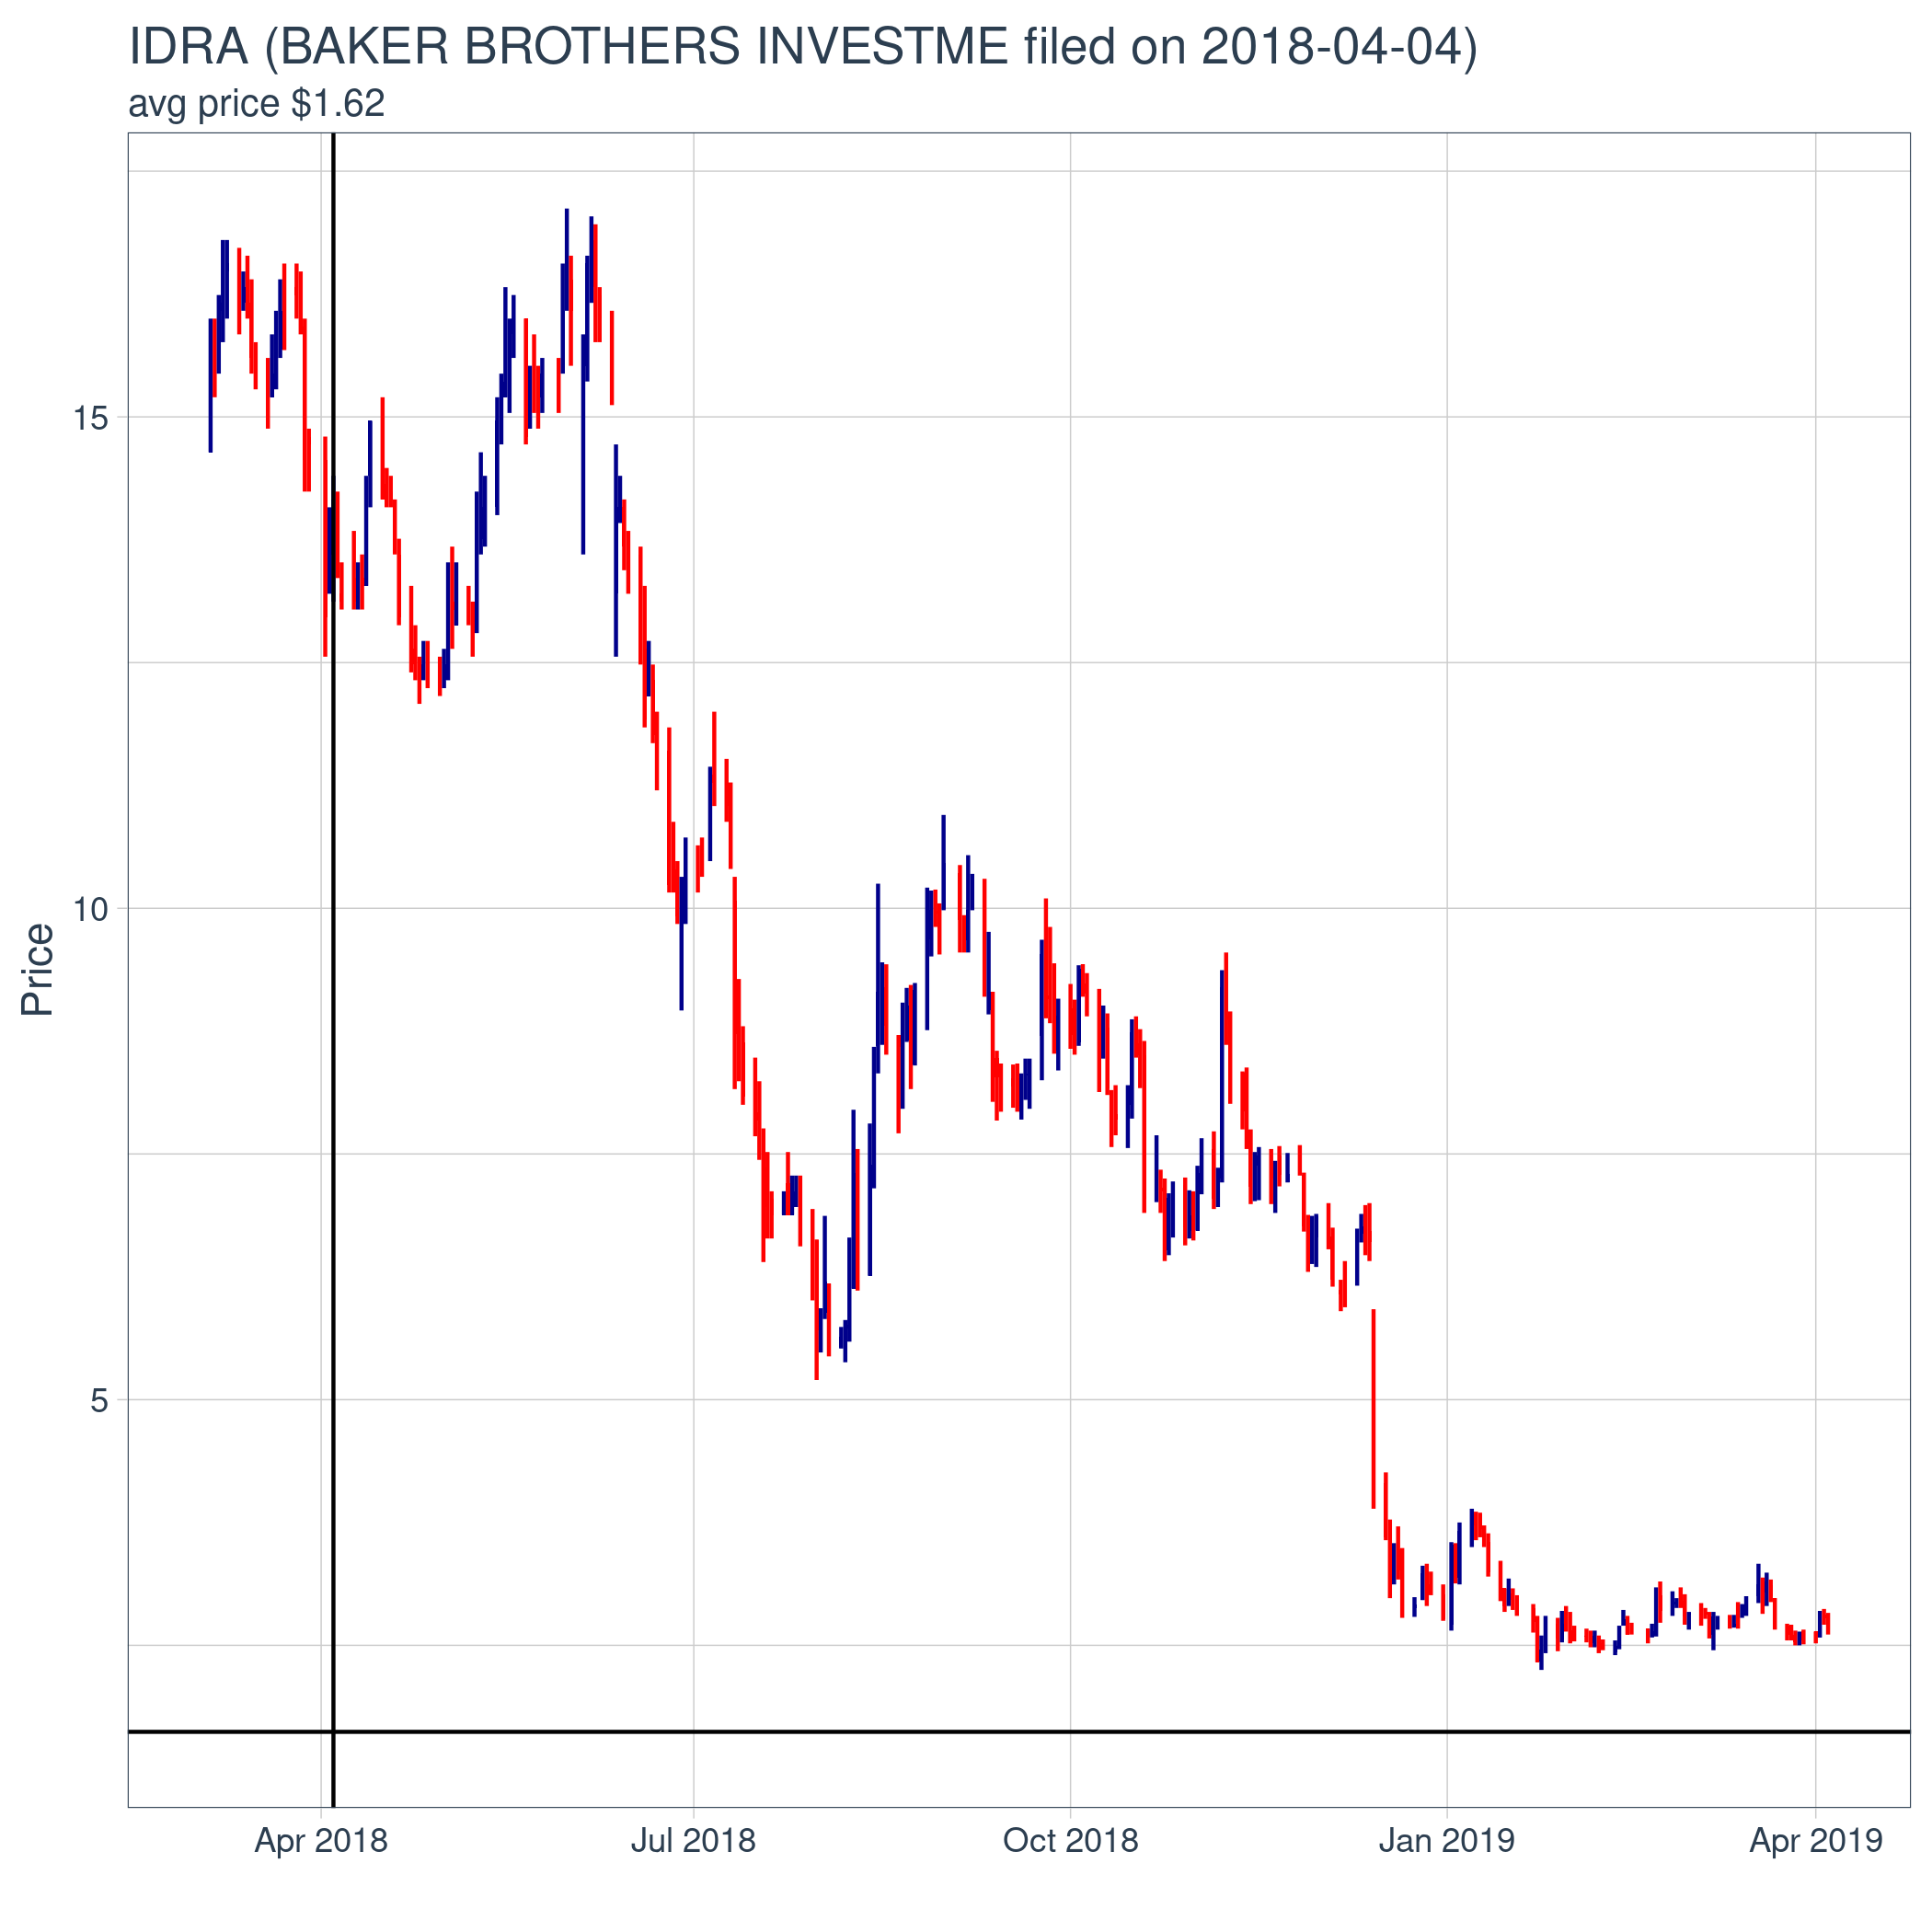 IDRA (BAKER BROTHERS INVESTME filed on 2018-04-04)
avg price $1.62
15
10
5
Price
Apr 2018
Jul 2018
Oct 2018
Jan 2019
Apr 2019